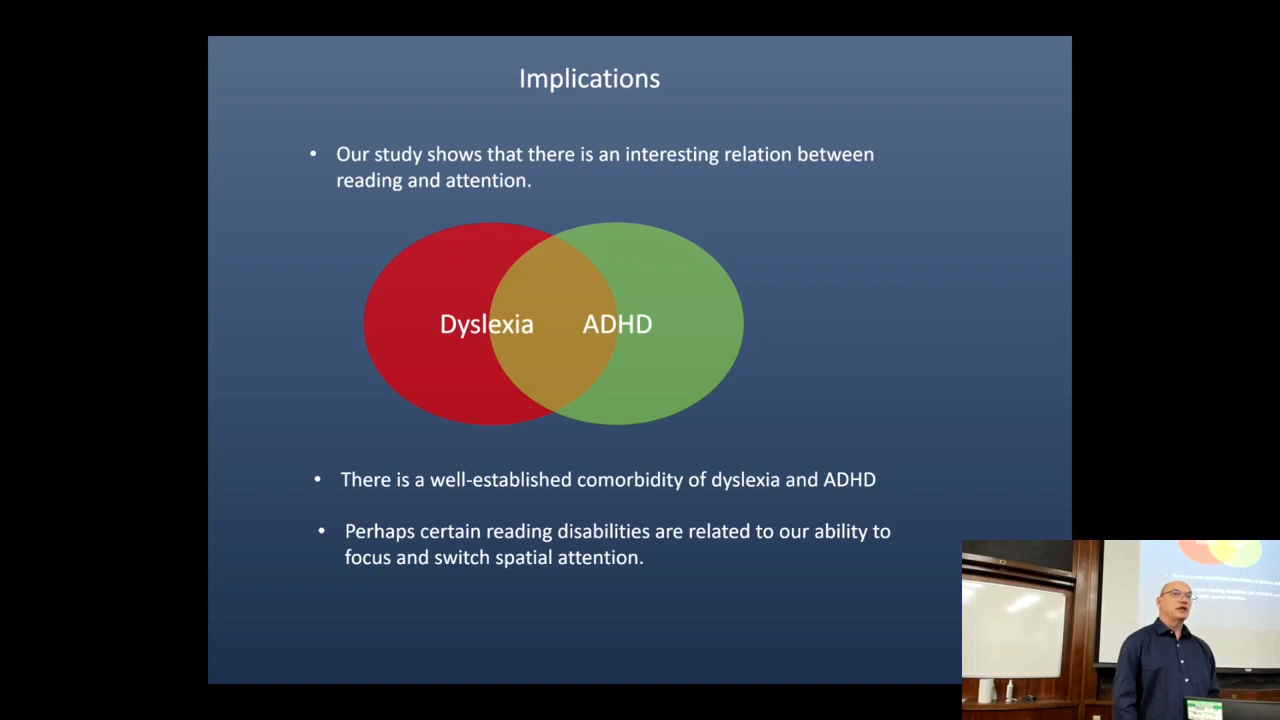 Implications
• Our study shows that there is an interesting relation between
reading and attention.
Dyslexia ADHD
• There is a well-established comorbidity of dyslexia and ADHD
• Perhaps certain reading disabilities are related to our ability to
focus and switch spatial attention.